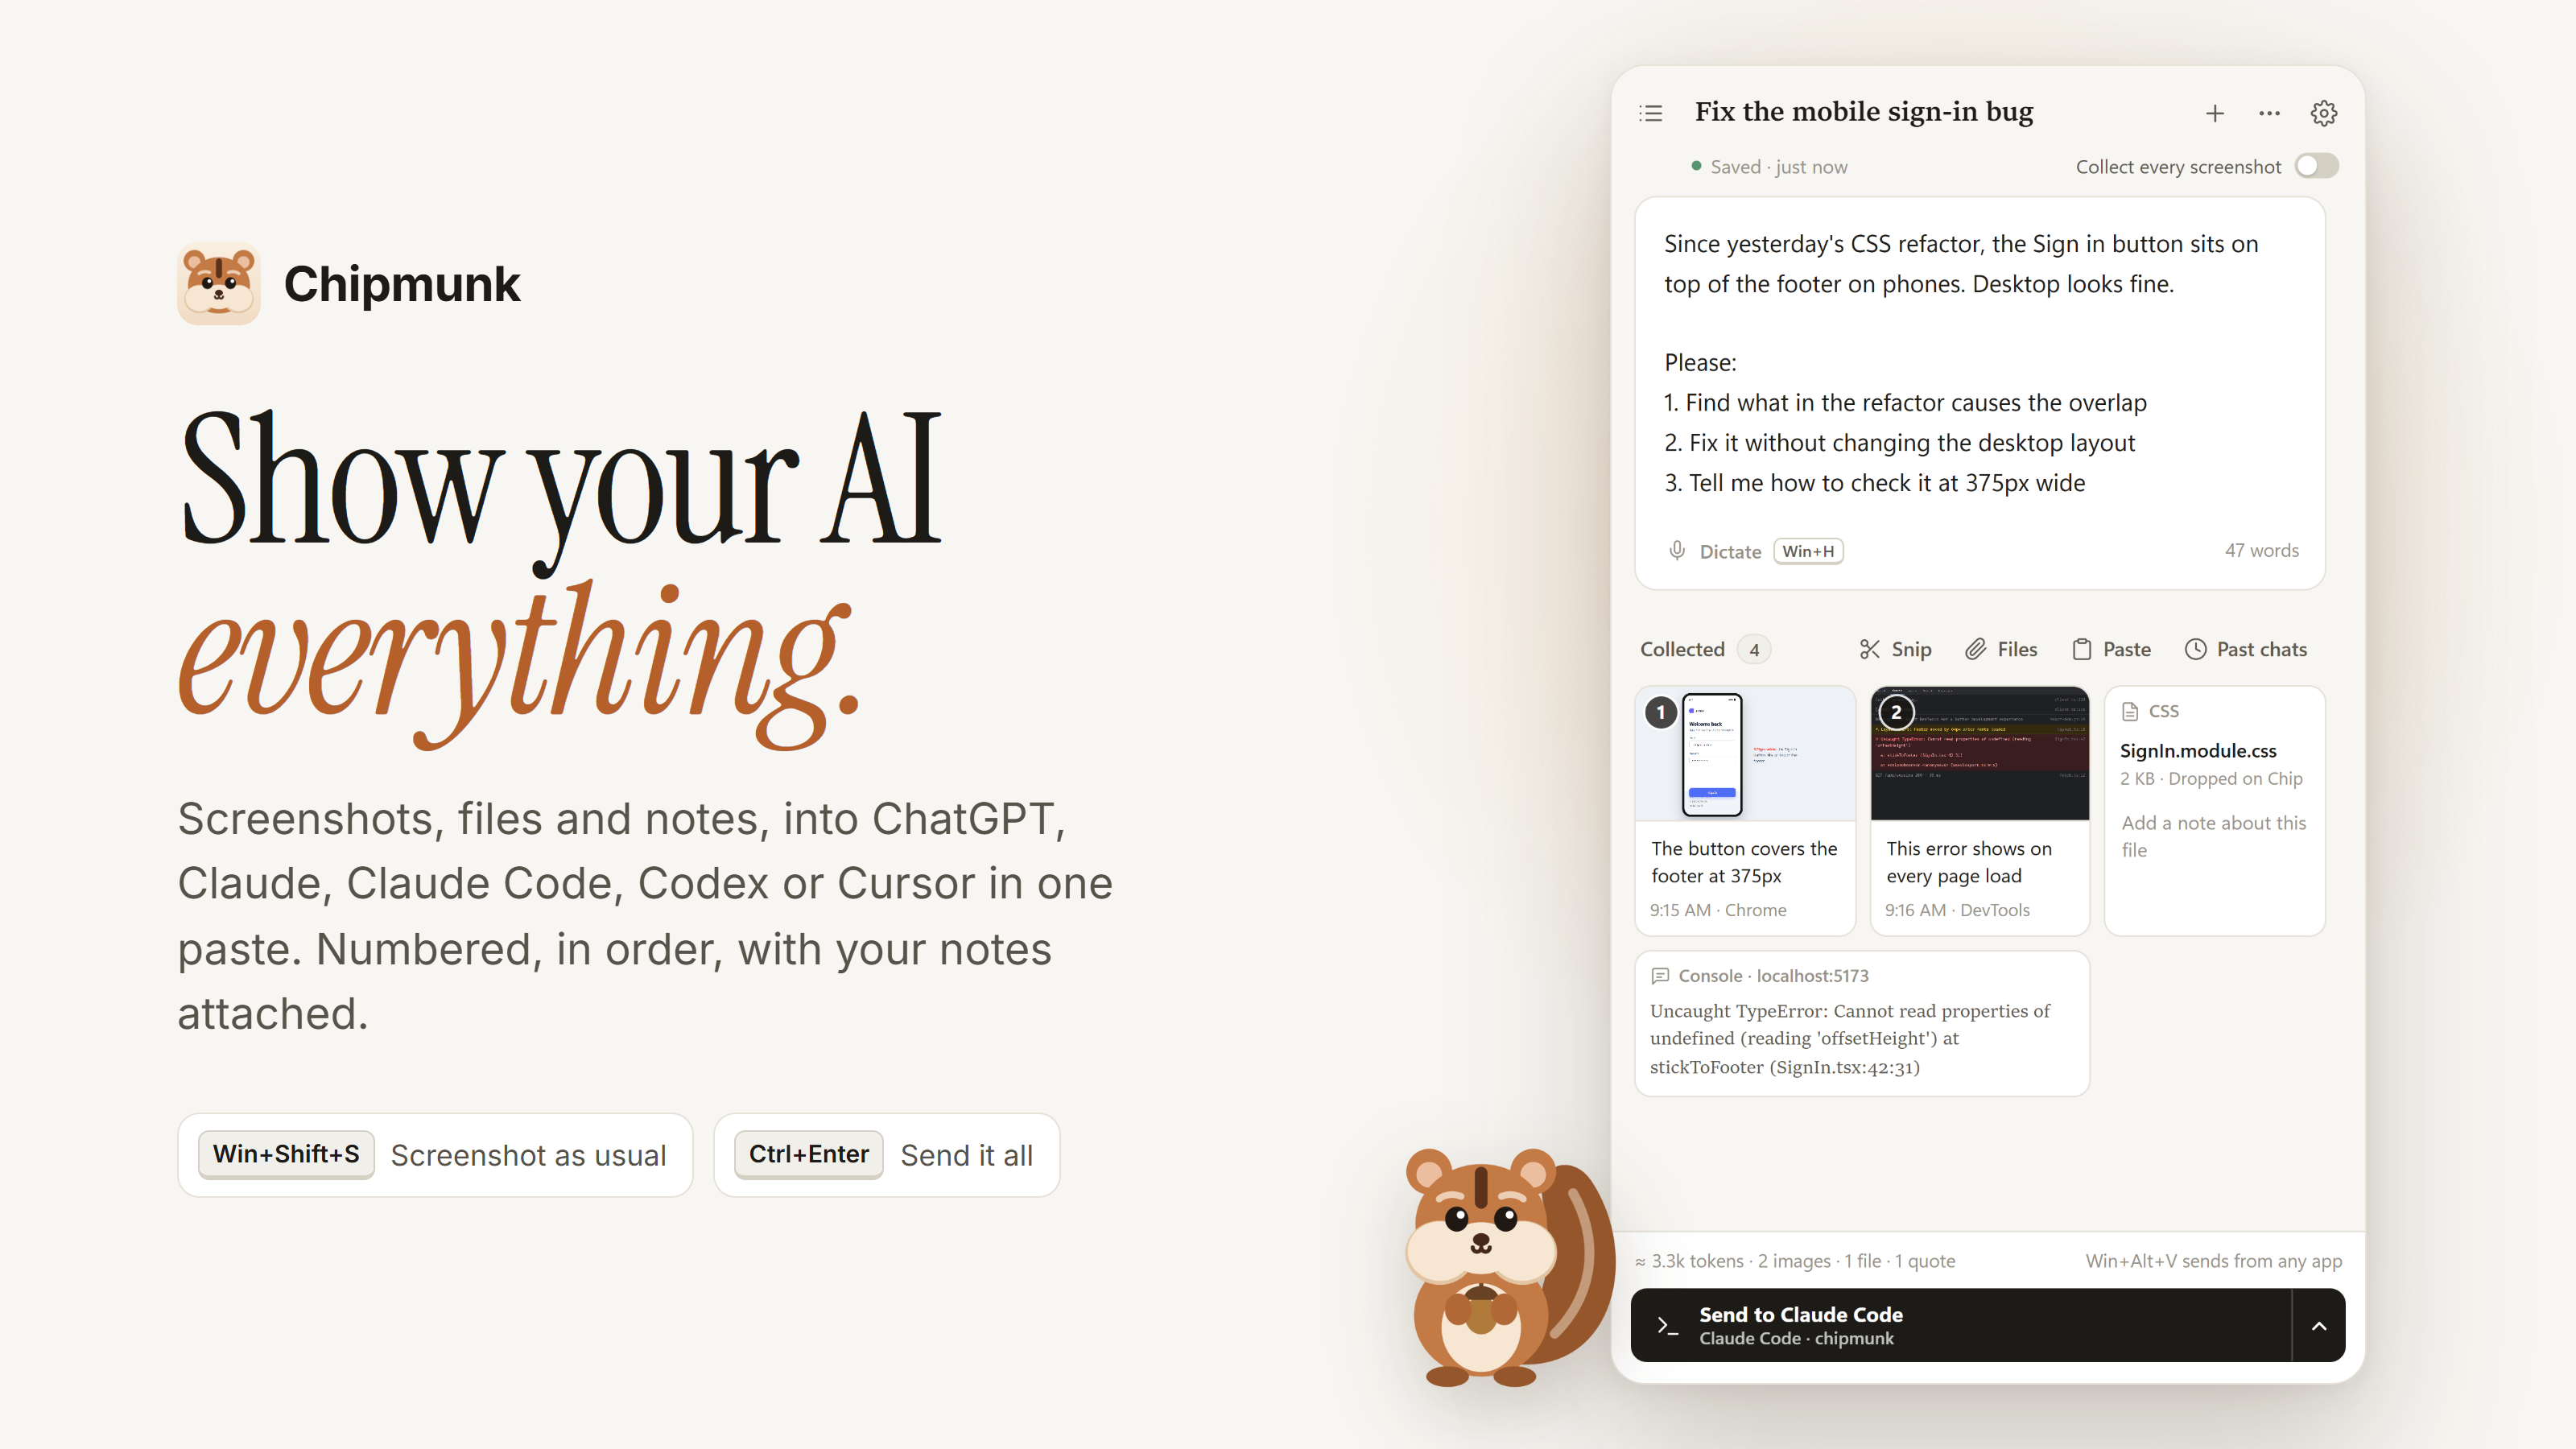 Chipmunk
Show your AI
everything.
Screenshots, files and notes, into ChatGPT,
Claude, Claude Code, Codex or Cursor in one
paste. Numbered, in order, with your notes
attached.
Win+Shift+S Screenshot as usual
Ctrl+Enter Send it all
Fix the mobile sign-in bug
Saved · just now
Collect every screenshot
Since yesterday's CSS refactor, the Sign in button sits on
top of the footer on phones. Desktop looks fine.
Please:
1. Find what in the refactor causes the overlap
2. Fix it without changing the desktop layout
3. Tell me how to check it at 375px wide
Dictate Win+H
47 words
Collected 4
Snip
Files
Paste
Past chats
1
Welcome back
The button covers the
footer at 375px
9:15 AM · Chrome
2
This error shows on
every page load
9:16 AM · DevTools
CSS
SignIn.module.css
2 KB · Dropped on Chip
Add a note about this
file
Console · localhost:5173
Uncaught TypeError: Cannot read properties of
undefined (reading 'offsetHeight') at
stickToFooter (SignIn.tsx:42:31)
≈ 3.3k tokens · 2 images · 1 file · 1 quote
Win+Alt+V sends from any app
Send to Claude Code
Claude Code · chipmunk